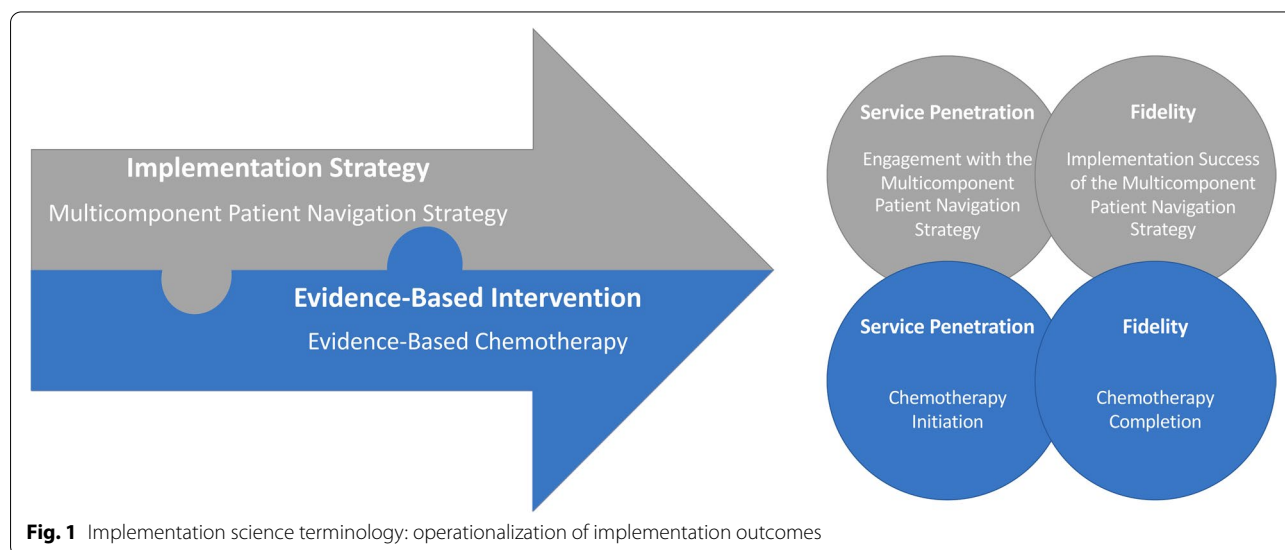 Implementation Strategy
Multicomponent Patient Navigation Strategy
Evidence-Based Intervention
Evidence-Based Chemotherapy
Service Penetration
Engagement with the
Multicomponent
Patient Navigation
Strategy
Fidelity
Implementation Success
of the Multicomponent
Patient Navigation
Strategy
Service Penetration
Chemotherapy
Initiation
Fidelity
Chemotherapy
Completion
Fig. 1 Implementation science terminology: operationalization of implementation outcomes